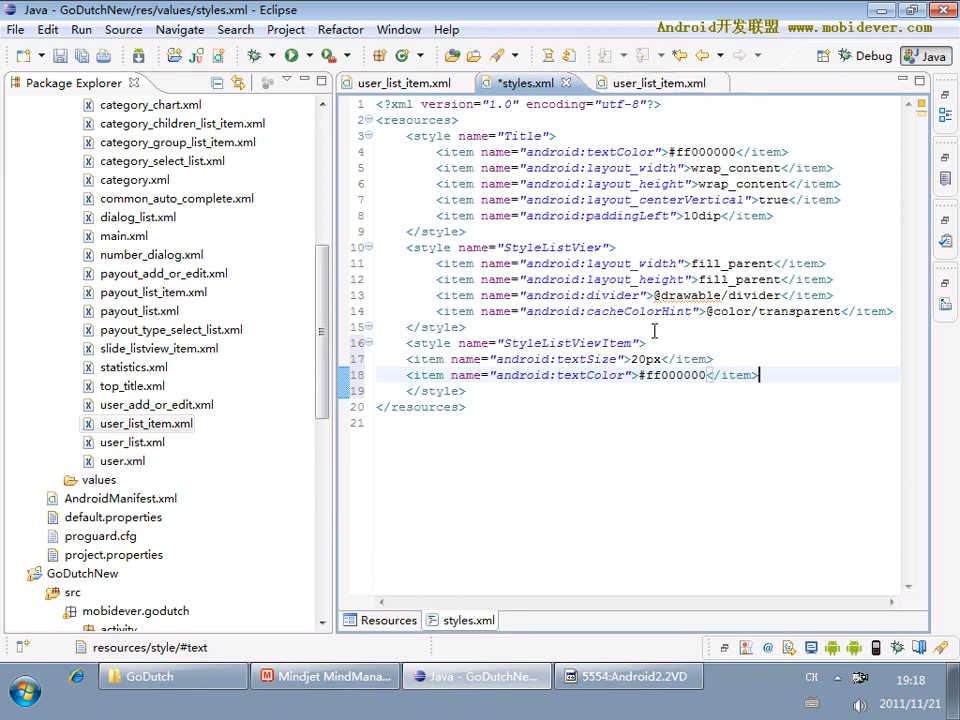 Java - GoDutchNew/res/values/styles.xml - Eclipse
File Edit Run Source Navigate Search Project Refactor Window Help
Android开发联盟 www.mobidever.com
Debug Java
Package Explorer
user_list_item.xml *styles.xml user_list_item.xml
category_chart.xml
category_children_list_item.xml
category_group_list_item.xml
category_select_list.xml
category.xml
common_auto_complete.xml
dialog_list.xml
main.xml
number_dialog.xml
payout_add_or_edit.xml
payout_list_item.xml
payout_list.xml
payout_type_select_list.xml
slide_listview_item.xml
statistics.xml
top_title.xml
user_add_or_edit.xml
user_list_item.xml
user_list.xml
user.xml
values
AndroidManifest.xml
default.properties
proguard.cfg
project.properties
GoDutchNew
src
mobidever.godutch
activity
1 <?xml version="1.0" encoding="utf-8"?>
2 <resources>
3 <style name="Title">
4 <item name="android:textColor">#ff000000</item>
5 <item name="android:layout_width">wrap_content</item>
6 <item name="android:layout_height">wrap_content</item>
7 <item name="android:layout_centerVertical">true</item>
8 <item name="android:paddingLeft">10dip</item>
9 </style>
10 <style name="StyleListView">
11 <item name="android:layout_width">fill_parent</item>
12 <item name="android:layout_height">fill_parent</item>
13 <item name="android:divider">@drawable/divider</item>
14 <item name="android:cacheColorHint">@color/transparent</item>
15 </style>
16 <style name="StyleListViewItem">
17 <item name="android:textSize">20px</item>
18 <item name="android:textColor">#ff000000</item>
19 </style>
20 </resources>
21
Resources styles.xml
resources/style/#text
GoDutch Mindjet MindMana... Java - GoDutchNe... 5554:Android2.2VD
CH
19:18
2011/11/21